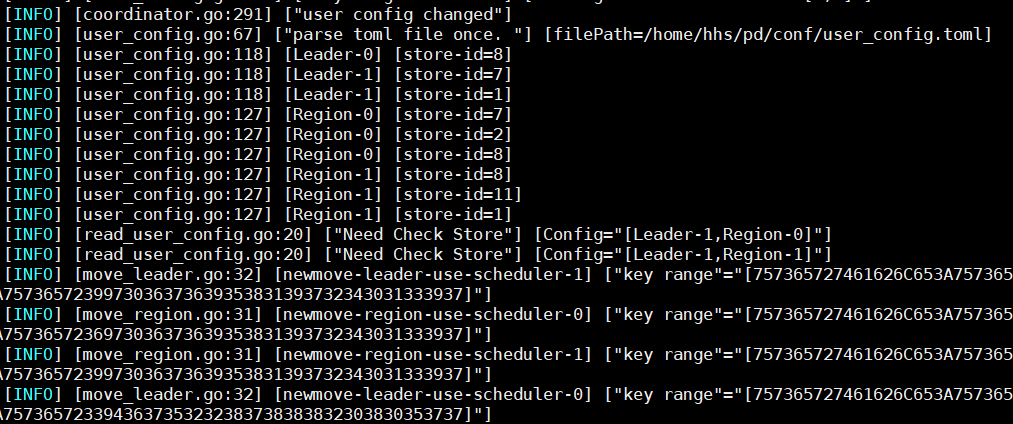 [INFO] [coordinator.go:291] ["user config changed"]
[INFO] [user_config.go:67] ["parse toml file once. "] [filePath=/home/hhs/pd/conf/user_config.toml]
[INFO] [user_config.go:118] [Leader-0] [store-id=8]
[INFO] [user_config.go:118] [Leader-1] [store-id=7]
[INFO] [user_config.go:118] [Leader-1] [store-id=1]
[INFO] [user_config.go:127] [Region-0] [store-id=7]
[INFO] [user_config.go:127] [Region-0] [store-id=2]
[INFO] [user_config.go:127] [Region-0] [store-id=8]
[INFO] [user_config.go:127] [Region-1] [store-id=8]
[INFO] [user_config.go:127] [Region-1] [store-id=11]
[INFO] [user_config.go:127] [Region-1] [store-id=1]
[INFO] [read_user_config.go:20] ["Need Check Store"] [Config="[Leader-1,Region-0]"]
[INFO] [read_user_config.go:20] ["Need Check Store"] [Config="[Leader-1,Region-1]"]
[INFO] [move_leader.go:32] [newmove-leader-use-scheduler-1] ["key range"="[757365727461626C653A757365
A7573657239973036373639353831393732343031333937]"]
[INFO] [move_region.go:31] [newmove-region-use-scheduler-0] ["key range"="[757365727461626C653A757365
A7573657236973036373639353831393732343031333937]"]
[INFO] [move_region.go:31] [newmove-region-use-scheduler-1] ["key range"="[757365727461626C653A757365
A7573657239973036373639353831393732343031333937]"]
[INFO] [move_leader.go:32] [newmove-leader-use-scheduler-0] ["key range"="[757365727461626C653A757365
A7573657233943637353232383738383832303830353737]"]